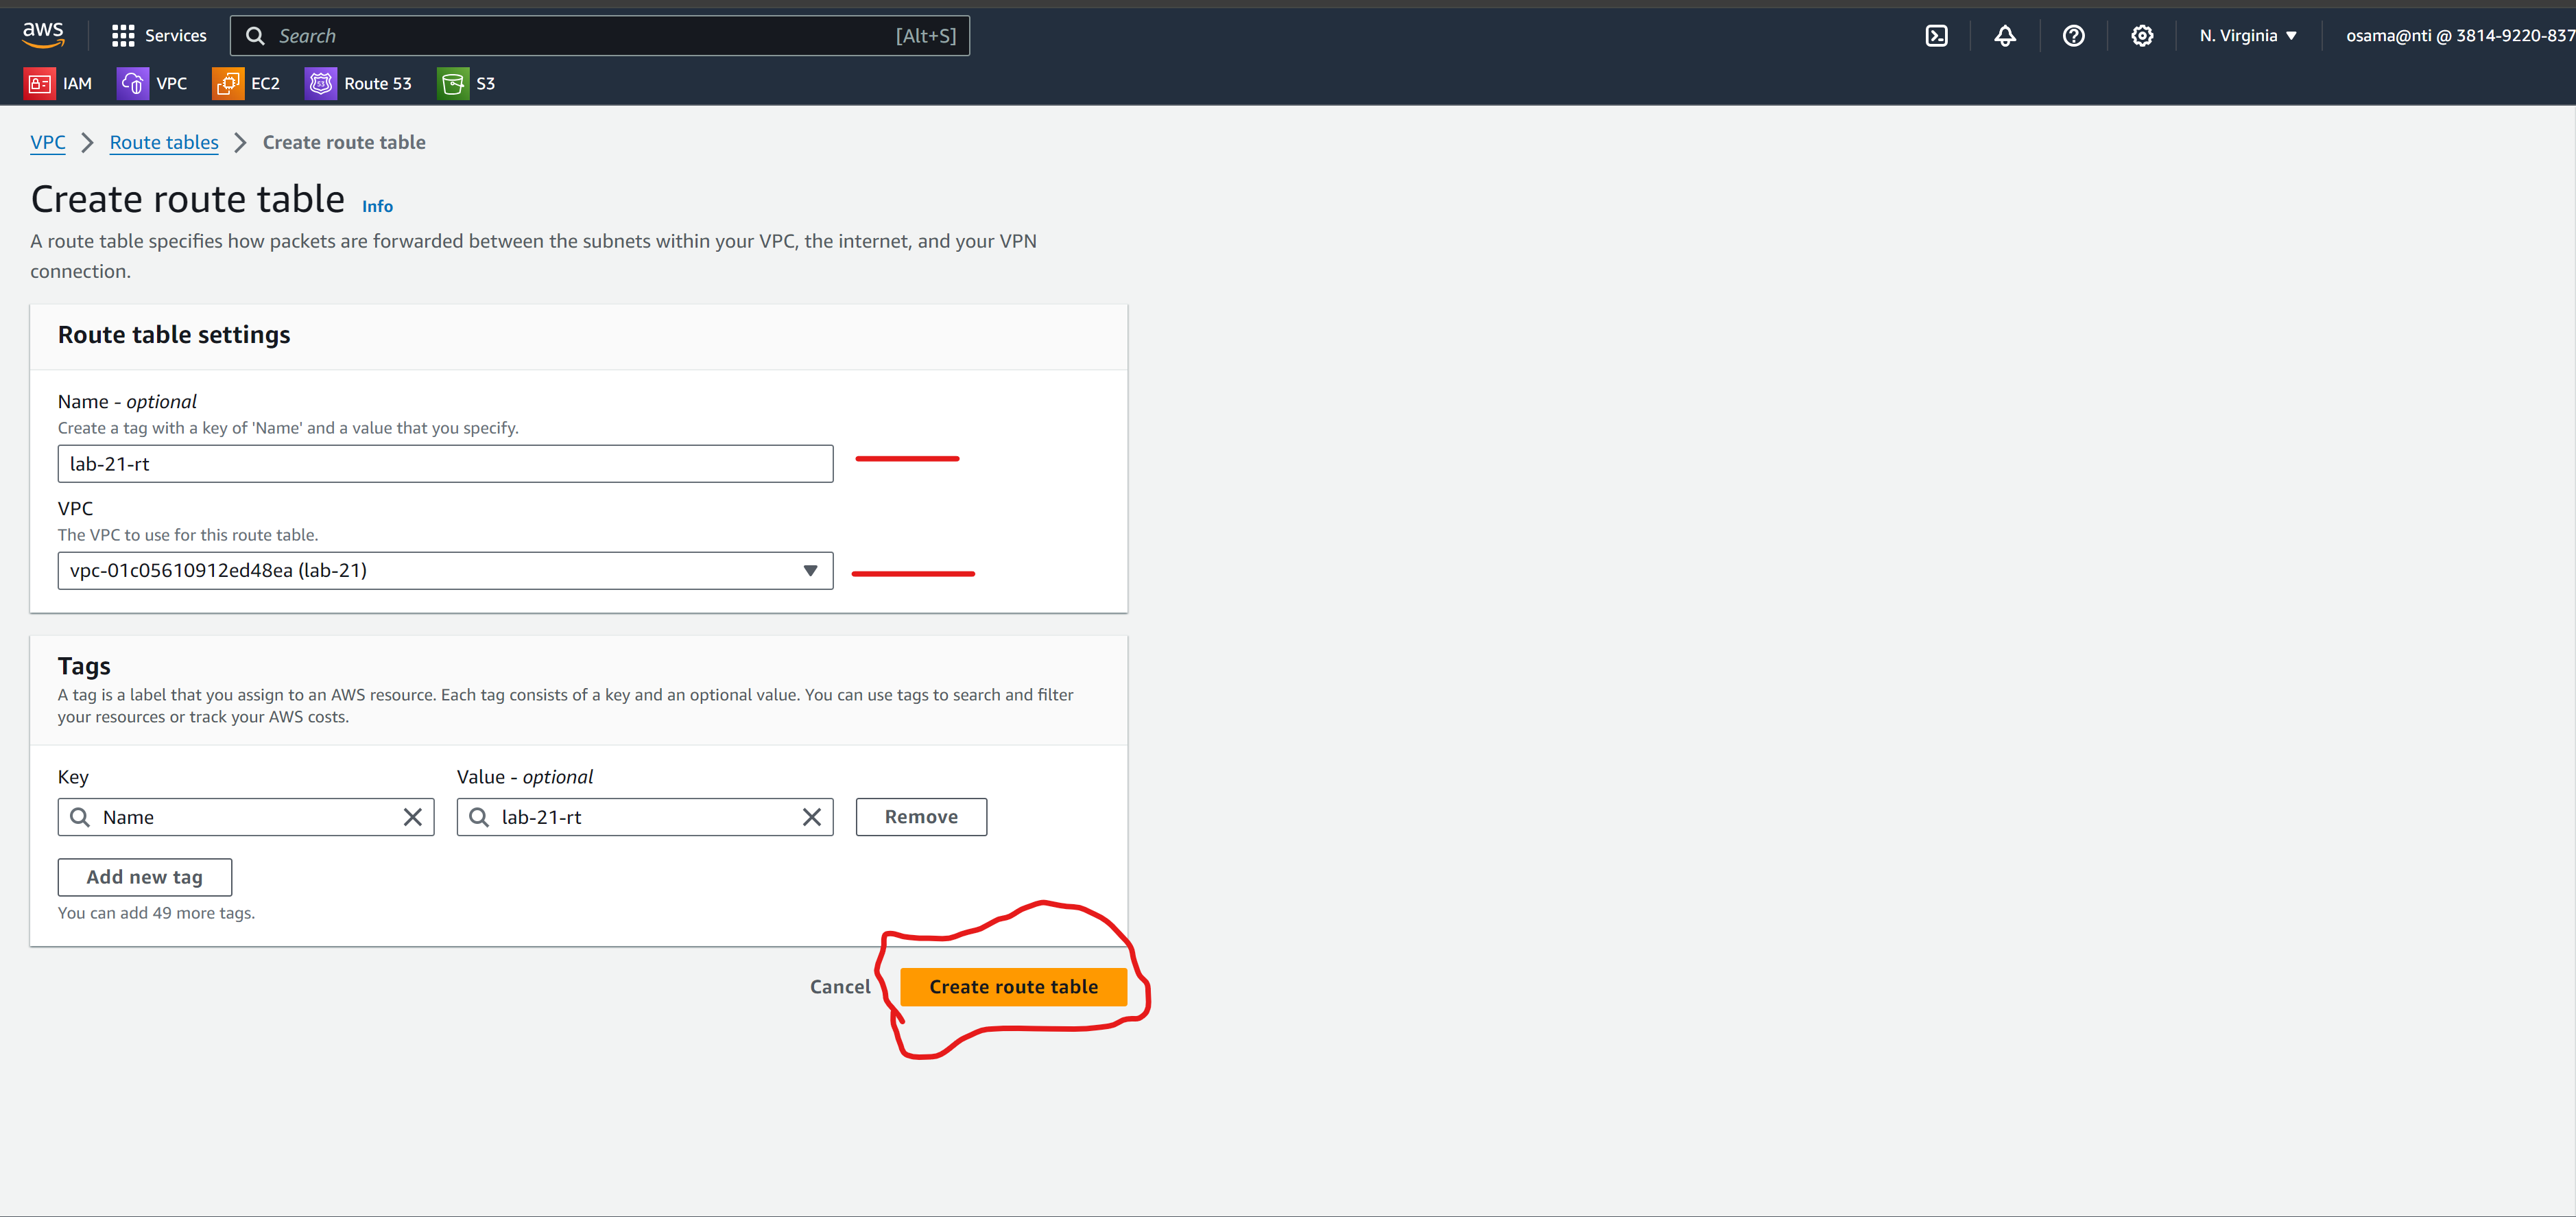 aws Services Search [Alt+S] N. Virginia osama@nti @ 3814-9220-837
IAM VPC EC2 Route 53 S3
VPC Route tables Create route table
Create route table Info
A route table specifies how packets are forwarded between the subnets within your VPC, the internet, and your VPN
connection.
Route table settings
Name - optional
Create a tag with a key of 'Name' and a value that you specify.
lab-21-rt
VPC
The VPC to use for this route table.
vpc-01c05610912ed48ea (lab-21)
Tags
A tag is a label that you assign to an AWS resource. Each tag consists of a key and an optional value. You can use tags to search and filter
your resources or track your AWS costs.
Key Value - optional
Name lab-21-rt Remove
Add new tag
You can add 49 more tags.
Cancel Create route table